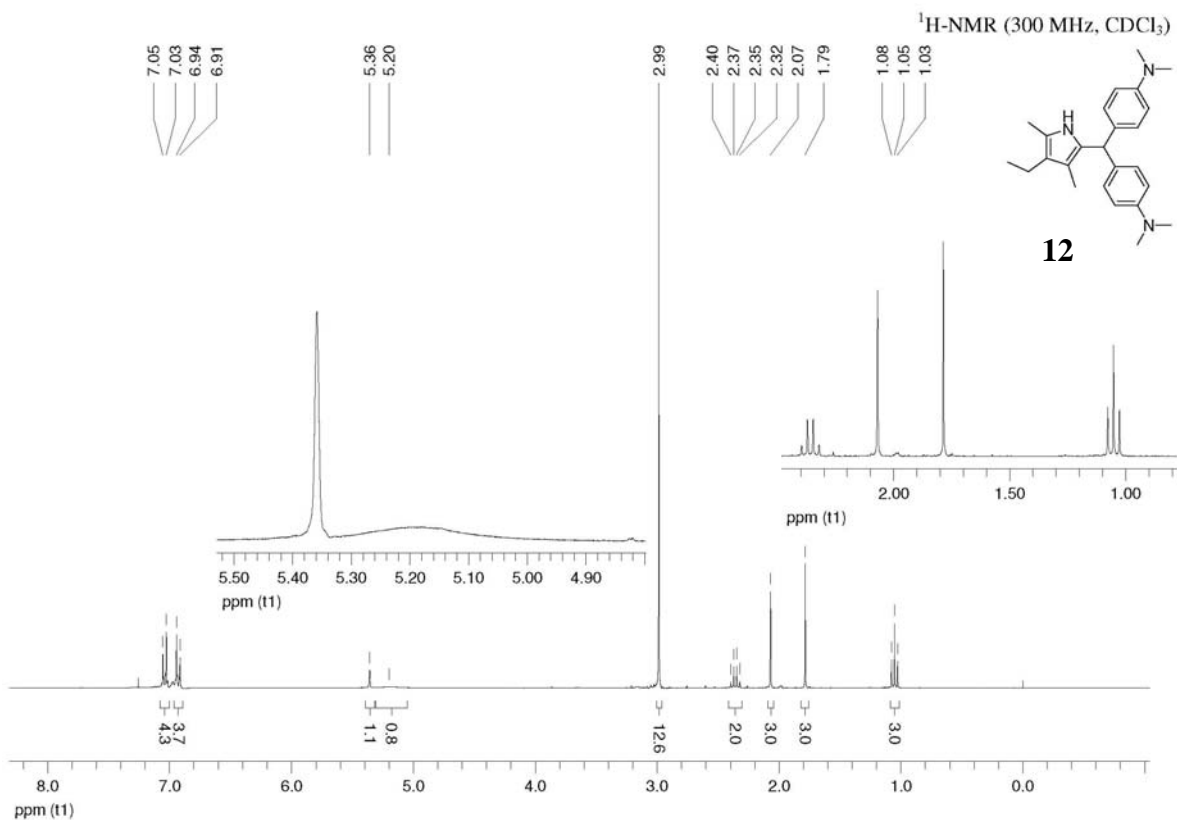 ¹H-NMR (300 MHz, CDCl₃)
7.05
7.03
6.94
6.91
5.36
5.20
2.99
2.40
2.37
2.35
2.32
2.07
1.79
1.08
1.05
1.03
N
H
N
N
12
2.00 1.50 1.00
ppm (t1)
5.50 5.40 5.30 5.20 5.10 5.00 4.90
ppm (t1)
4.3 3.7 1.1 0.8 12.6 2.0 3.0 3.0 3.0
8.0 7.0 6.0 5.0 4.0 3.0 2.0 1.0 0.0
ppm (t1)